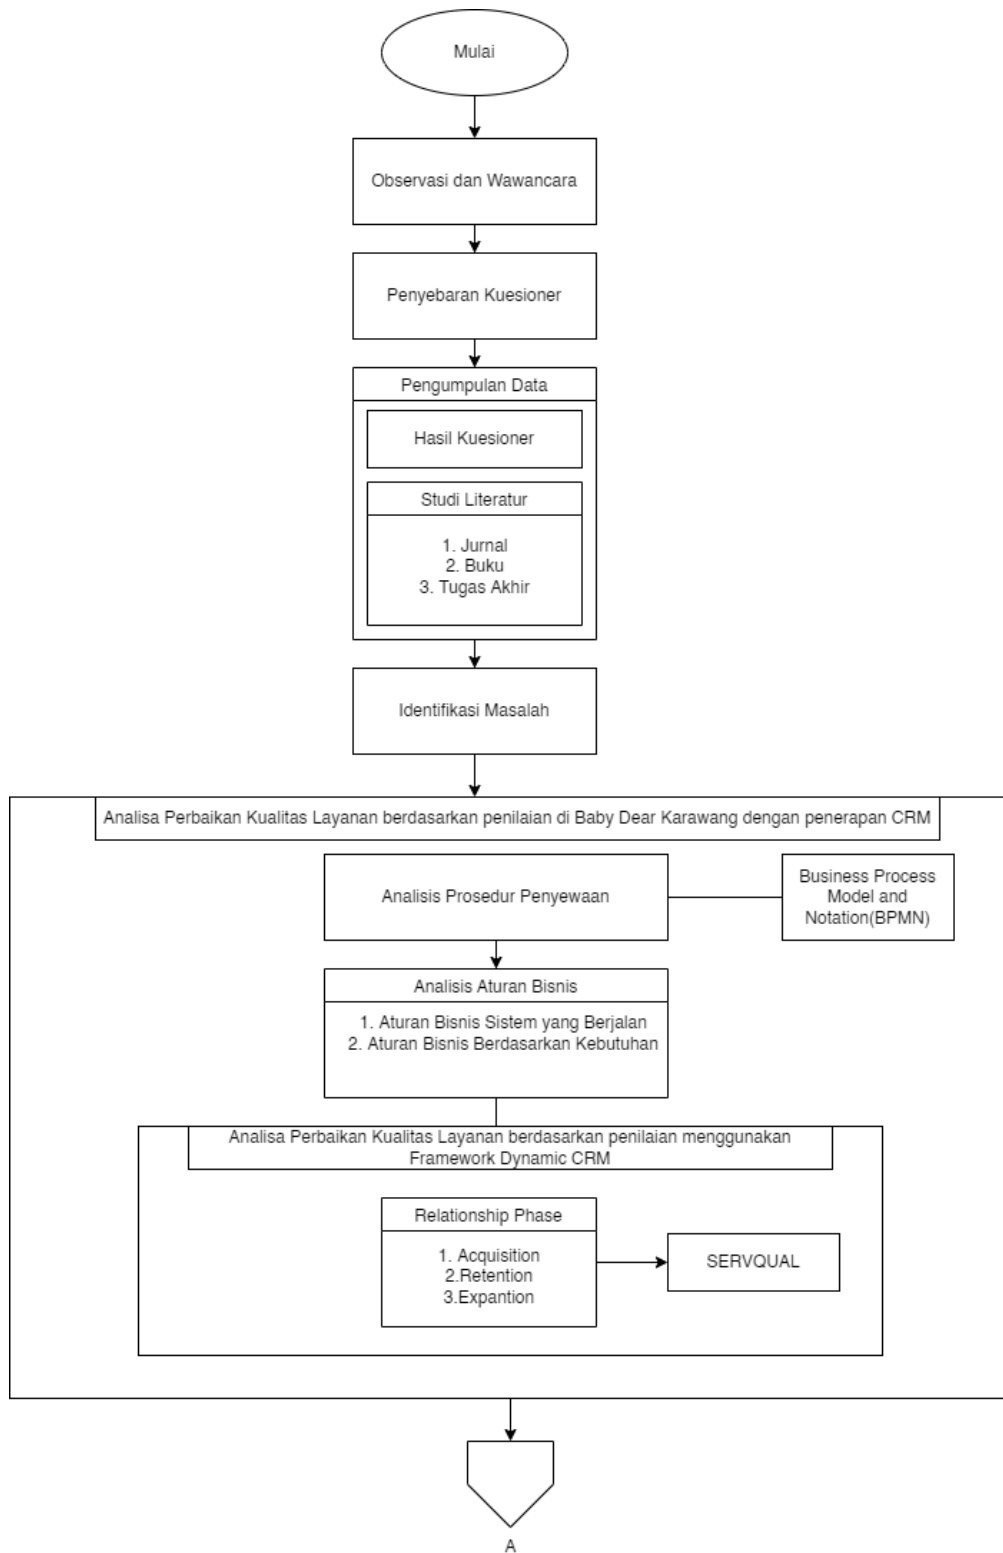 Mulai
Observasi dan Wawancara
Penyebaran Kuesioner
Pengumpulan Data
Hasil Kuesioner
Studi Literatur
1. Jurnal
2. Buku
3. Tugas Akhir
Identifikasi Masalah
Analisa Perbaikan Kualitas Layanan berdasarkan penilaian di Baby Dear Karawang dengan penerapan CRM
Analisis Prosedur Penyewaan
Business Process
Model and
Notation(BPMN)
Analisis Aturan Bisnis
1. Aturan Bisnis Sistem yang Berjalan
2. Aturan Bisnis Berdasarkan Kebutuhan
Analisa Perbaikan Kualitas Layanan berdasarkan penilaian menggunakan
Framework Dynamic CRM
Relationship Phase
1. Acquisition
2.Retention
3.Expantion
SERVQUAL
A